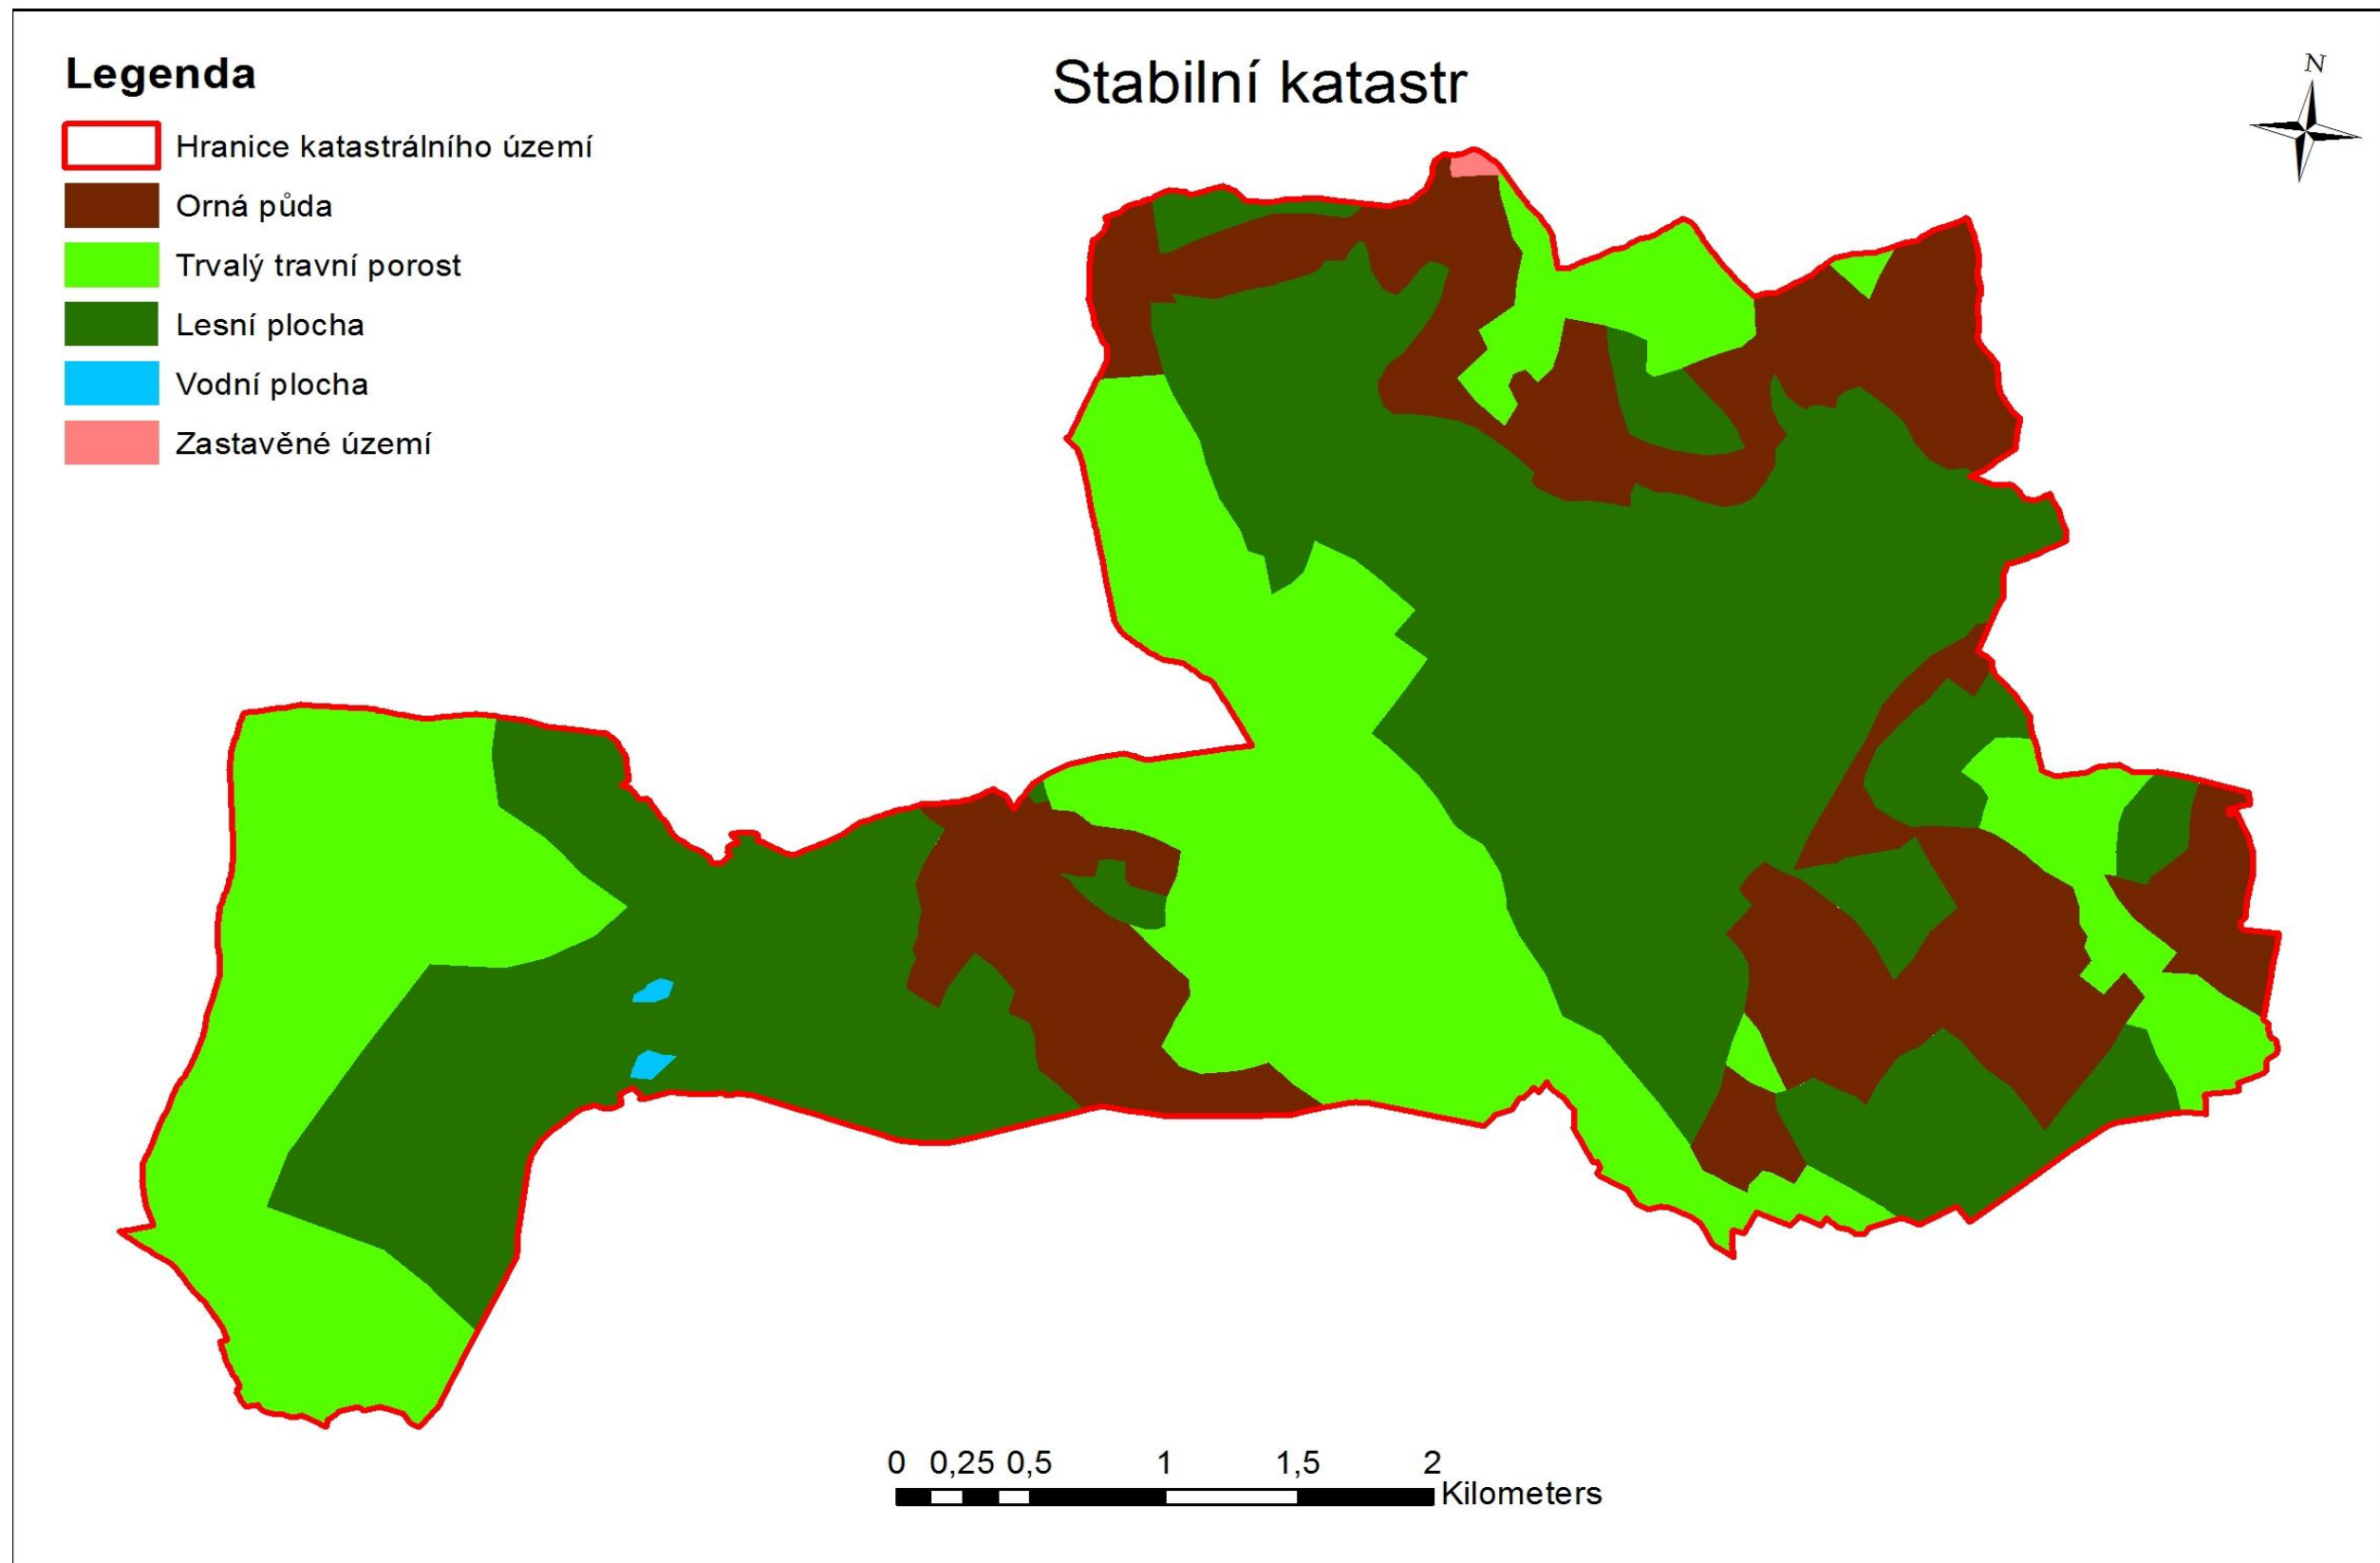 Stabilní katastr
N
Legenda
Hranice katastrálního území
Orná půda
Trvalý travní porost
Lesní plocha
Vodní plocha
Zastavěné území
0 0,25 0,5 1 1,5 2
Kilometers